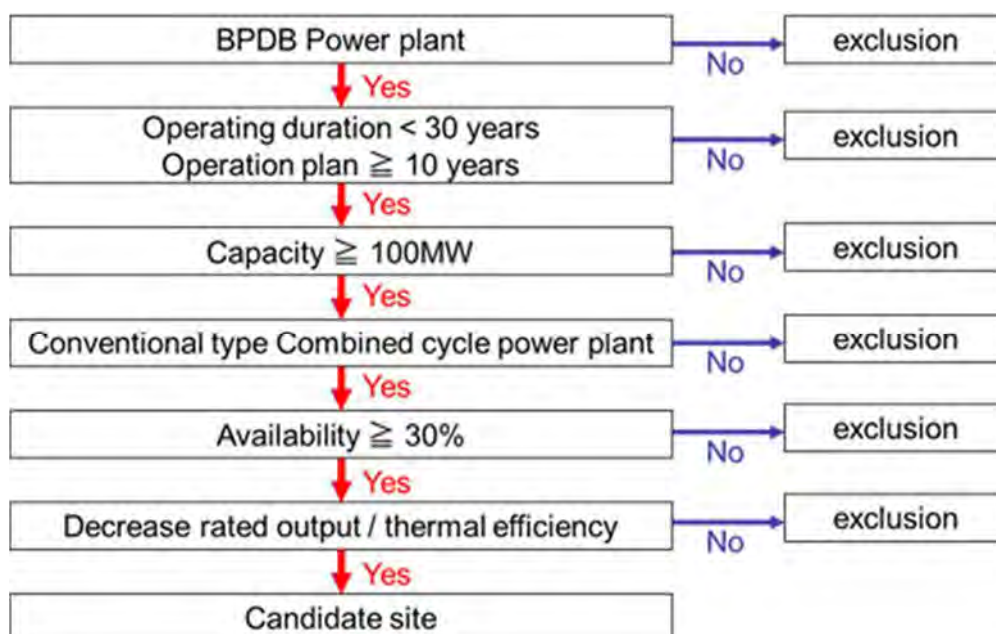 BPDB Power plant
No
exclusion
Yes
Operating duration < 30 years
Operation plan ≧ 10 years
No
exclusion
Yes
Capacity ≧ 100MW
No
exclusion
Yes
Conventional type Combined cycle power plant
No
exclusion
Yes
Availability ≧ 30%
No
exclusion
Yes
Decrease rated output / thermal efficiency
No
exclusion
Yes
Candidate site